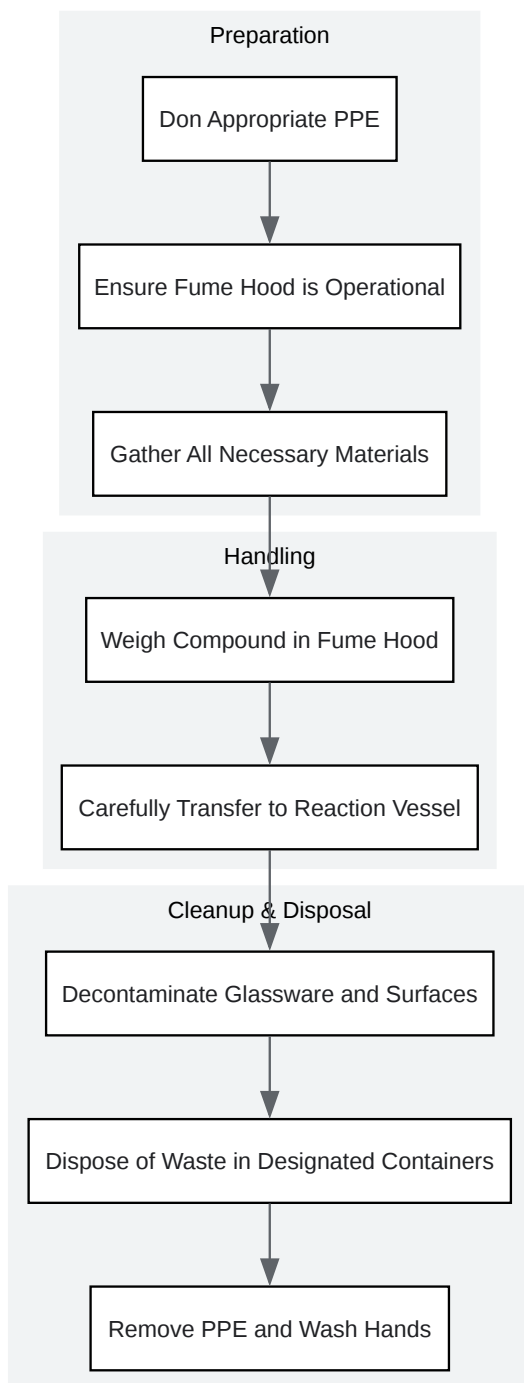 Preparation
Don Appropriate PPE
Ensure Fume Hood is Operational
Gather All Necessary Materials
Handling
Weigh Compound in Fume Hood
Carefully Transfer to Reaction Vessel
Cleanup & Disposal
Decontaminate Glassware and Surfaces
Dispose of Waste in Designated Containers
Remove PPE and Wash Hands